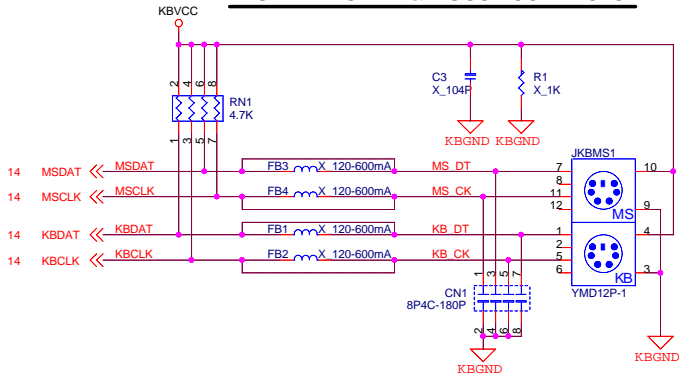 KBVCC
2 4 6 8
RN1
4.7K
1 3 5 7
C3
X_104P
R1
X_1K
KBGND
KBGND
JKBMS1
14 MSDAT MSDAT FB3 X_120-600mA MS_DT 7 10
8
14 MSCLK MSCLK FB4 X_120-600mA MS_CK 11
12 MS 9
14 KBDAT KBDAT FB1 X_120-600mA KB_DT 1 4
2
14 KBCLK KBCLK FB2 X_120-600mA KB_CK 5
6 KB 3
YMD12P-1
1 3 5 7
CN1
8P4C-180P
2 4 6 8
KBGND
KBGND